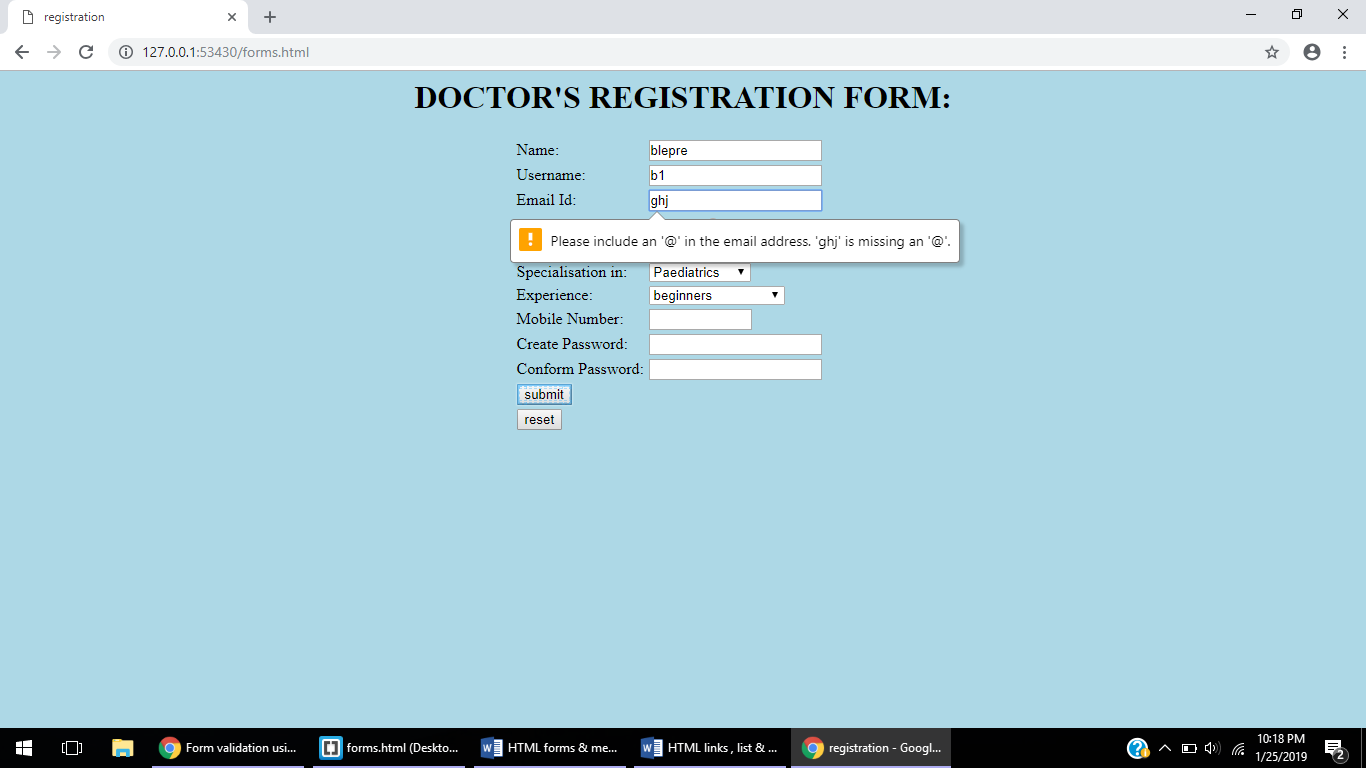 registration
127.0.0.1:53430/forms.html
DOCTOR'S REGISTRATION FORM:
Name: blepre
Username: b1
Email Id: ghj
! Please include an '@' in the email address. 'ghj' is missing an '@'.
Specialisation in: Paediatrics
Experience: beginners
Mobile Number:
Create Password:
Conform Password:
submit
reset
Form validation usi... forms.html (Deskto... HTML forms & me... HTML links , list & ... registration - Googl...
10:18 PM
1/25/2019
2